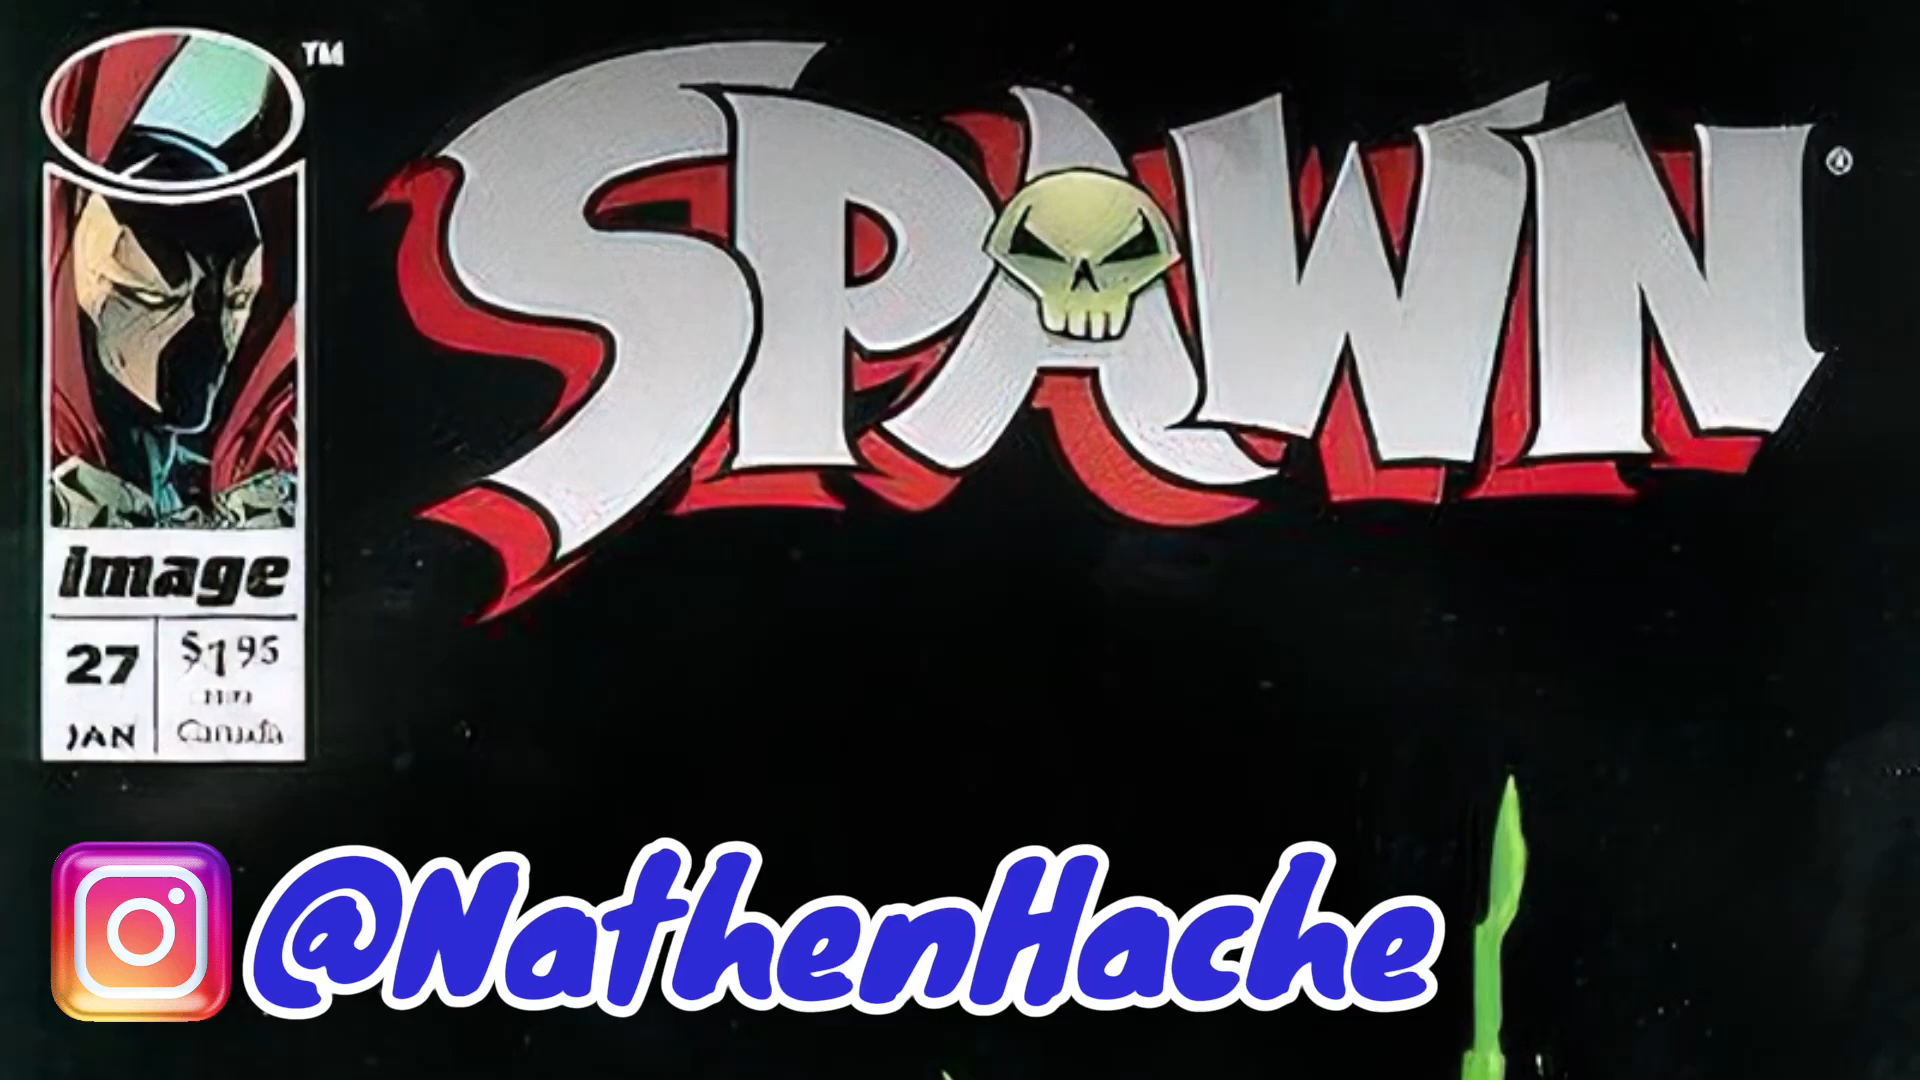 TM
SPAWN
®
image
27
$1.95
JAN
Canada
@NathenHache